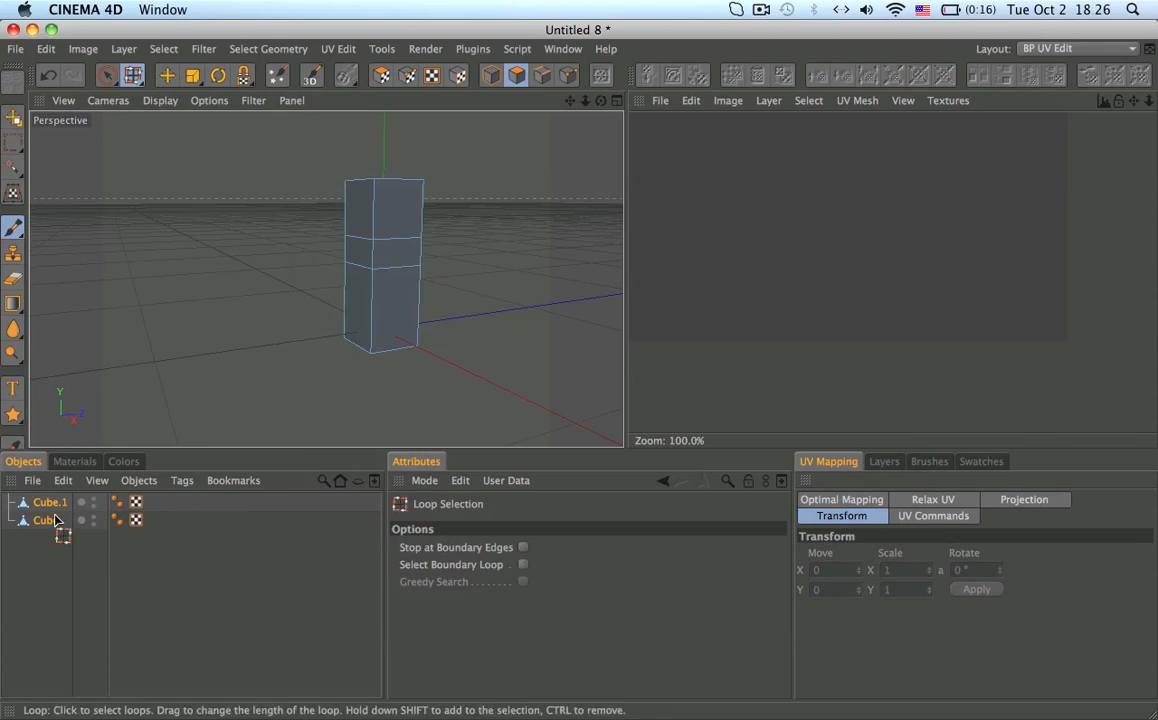 CINEMA 4D Window (0:16) Tue Oct 2 18 26
Untitled 8 *
File Edit Image Layer Select Filter Select Geometry UV Edit Tools Render Plugins Script Window Help Layout: BP UV Edit
3D
View Cameras Display Options Filter Panel File Edit Image Layer Select UV Mesh View Textures
Perspective
Y
Z
X
T
Zoom: 100.0%
Objects Materials Colors Attributes UV Mapping Layers Brushes Swatches
File Edit View Objects Tags Bookmarks Mode Edit User Data
Cube.1 Loop Selection Optimal Mapping Relax UV Projection
Transform UV Commands
Options Transform
Stop at Boundary Edges Move Scale Rotate
Select Boundary Loop X 0 X 1 a 0 °
Greedy Search Y 0 Y 1 Apply
Loop: Click to select loops. Drag to change the length of the loop. Hold down SHIFT to add to the selection, CTRL to remove.